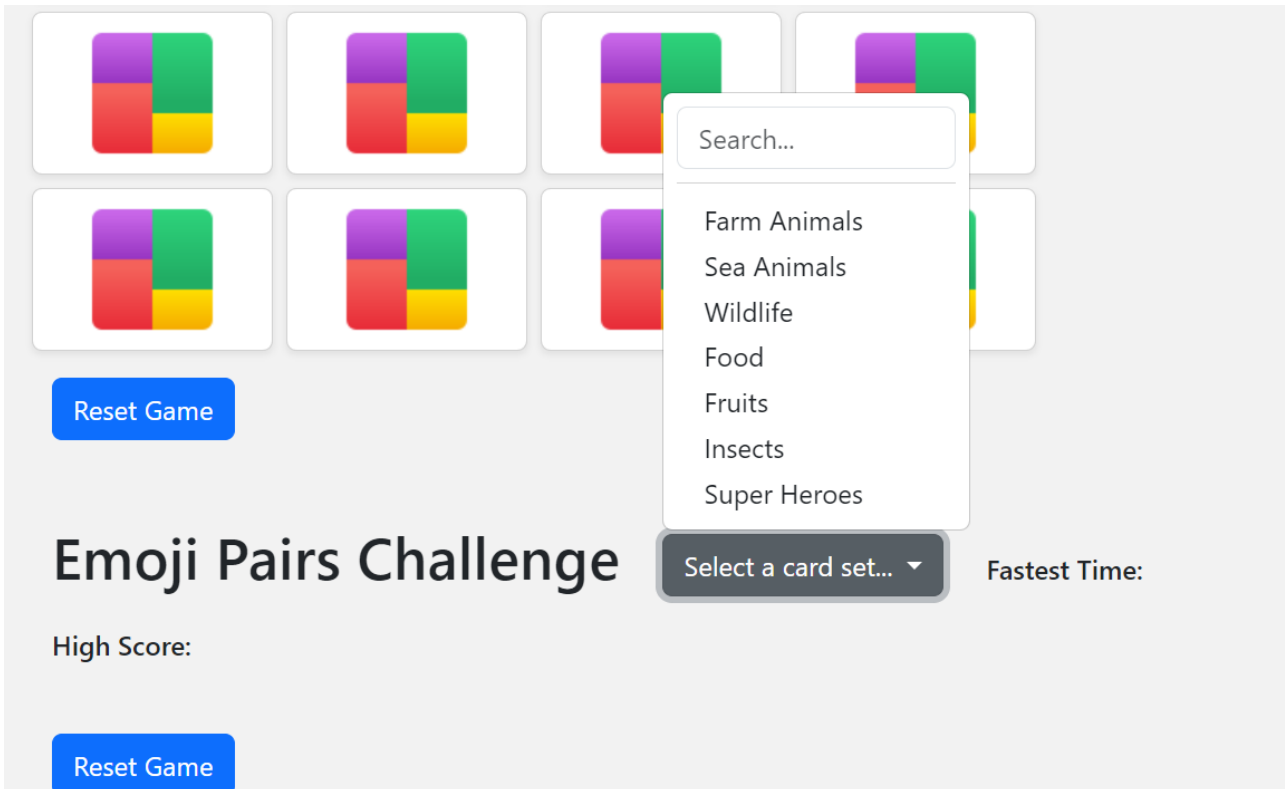 Search...
Farm Animals
Sea Animals
Wildlife
Food
Fruits
Insects
Super Heroes
Reset Game
Emoji Pairs Challenge
Select a card set...
Fastest Time:
High Score:
Reset Game